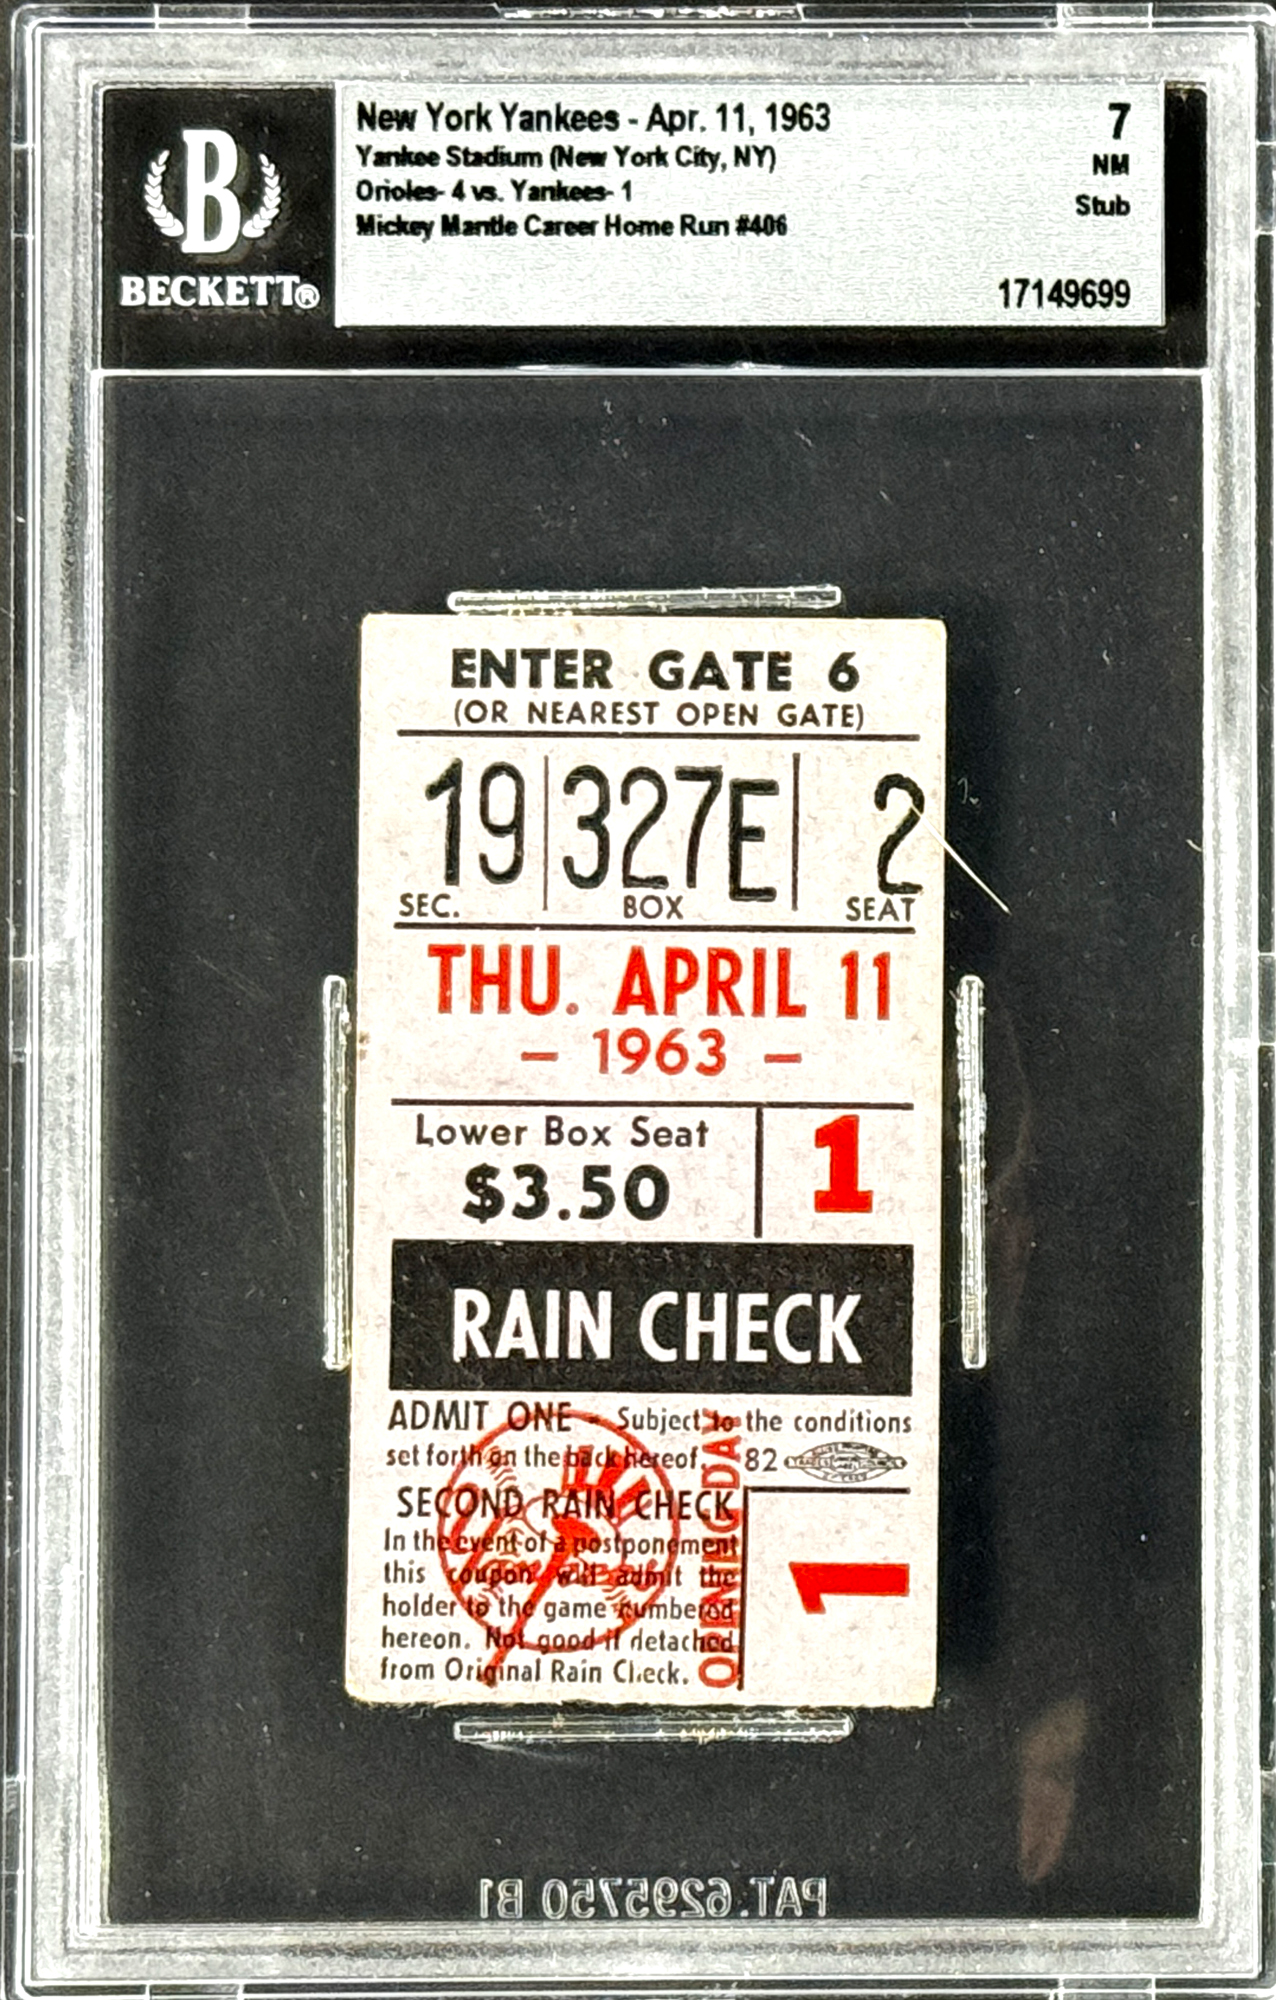 New York Yankees - Apr. 11, 1963
Yankee Stadium (New York City, NY)
Orioles- 4 vs. Yankees- 1
Mickey Mantle Career Home Run #406
7
NM
Stub
17149699
B
BECKETT®
ENTER GATE 6
(OR NEAREST OPEN GATE)
19 327E 2
SEC. BOX SEAT
THU. APRIL 11
- 1963 -
Lower Box Seat
$3.50
1
RAIN CHECK
ADMIT ONE - Subject to the conditions
set forth on the back hereof. 82
SECOND RAIN CHECK
In the event of a postponement
this coupon will admit the
holder to the game numbered
hereon. Not good if detached
from Original Rain Check.
OPENING DAY
1
PAT. 6295750 B1